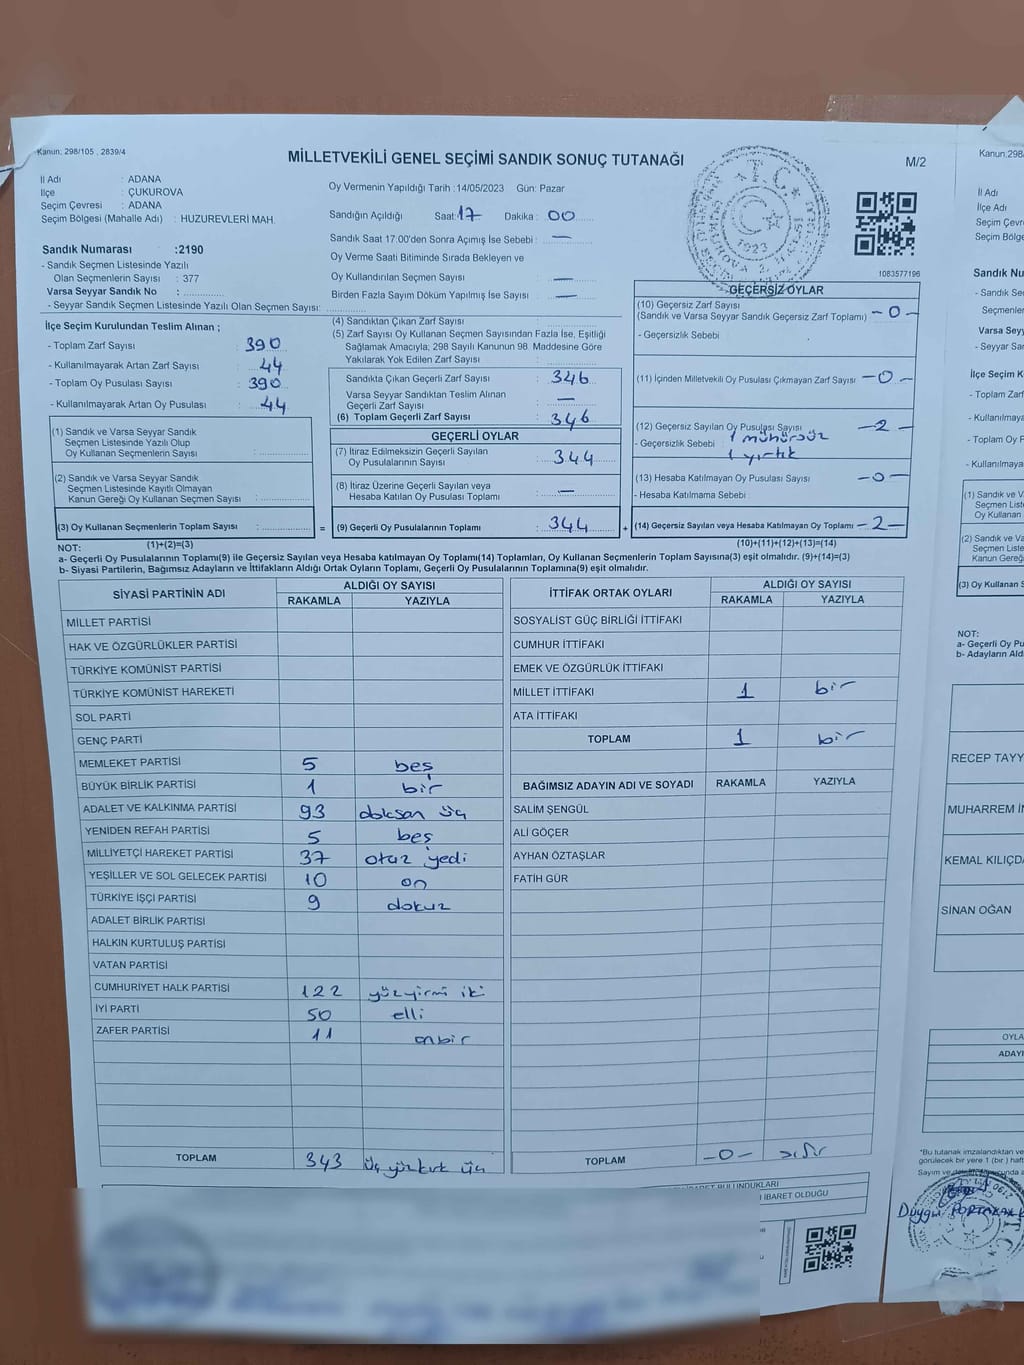 Kanun; 298/105 , 2839/4
MİLLETVEKİLİ GENEL SEÇİMİ SANDIK SONUÇ TUTANAĞI
M/2
İl Adı : ADANA
İlçe : ÇUKUROVA
Seçim Çevresi : ADANA
Seçim Bölgesi (Mahalle Adı) : HUZUREVLERİ MAH.
Sandık Numarası :2190
- Sandık Seçmen Listesinde Yazılı
Olan Seçmenlerin Sayısı : 377
Varsa Seyyar Sandık No :
- Seyyar Sandık Seçmen Listesinde Yazılı Olan Seçmen Sayısı:
Oy Vermenin Yapıldığı Tarih :14/05/2023 Gün: Pazar
Sandığın Açıldığı Saat: 17 Dakika: 00
Sandık Saat 17:00'den Sonra Açımış İse Sebebi : —
Oy Verme Saati Bitiminde Sırada Bekleyen ve
Oy Kullandırılan Seçmen Sayısı : —
Birden Fazla Sayım Döküm Yapılmış İse Sayısı : —
T.C.
1923
1083577196
İlçe Seçim Kurulundan Teslim Alınan ;
- Toplam Zarf Sayısı : 390
- Kullanılmayarak Artan Zarf Sayısı : 44
- Toplam Oy Pusulası Sayısı : 390
- Kullanılmayarak Artan Oy Pusulası : 44
(1) Sandık ve Varsa Seyyar Sandık
Seçmen Listesinde Yazılı Olup
Oy Kullanan Seçmenlerin Sayısı :
(2) Sandık ve Varsa Seyyar Sandık
Seçmen Listesinde Kayıtlı Olmayan
Kanun Gereği Oy Kullanan Seçmen Sayısı :
(3) Oy Kullanan Seçmenlerin Toplam Sayısı : =
(1)+(2)=(3)
(4) Sandıktan Çıkan Zarf Sayısı :
(5) Zarf Sayısı Oy Kullanan Seçmen Sayısından Fazla İse, Eşitliği
Sağlamak Amacıyla; 298 Sayılı Kanunun 98. Maddesine Göre
Yakılarak Yok Edilen Zarf Sayısı :
Sandıkta Çıkan Geçerli Zarf Sayısı : 346
Varsa Seyyar Sandıktan Teslim Alınan
Geçerli Zarf Sayısı : —
(6) Toplam Geçerli Zarf Sayısı : 346
GEÇERLİ OYLAR
(7) İtiraz Edilmeksizin Geçerli Sayılan
Oy Pusulalarının Sayısı : 344
(8) İtiraz Üzerine Geçerli Sayılan veya
Hesaba Katılan Oy Pusulası Toplamı : —
(9) Geçerli Oy Pusulalarının Toplamı : 344 +
GEÇERSİZ OYLAR
(10) Geçersiz Zarf Sayısı
(Sandık ve Varsa Seyyar Sandık Geçersiz Zarf Toplamı) -0-
- Geçersizlik Sebebi :
(11) İçinden Milletvekili Oy Pusulası Çıkmayan Zarf Sayısı -0-
(12) Geçersiz Sayılan Oy Pusulası Sayısı -2-
- Geçersizlik Sebebi : 1 mühürsüz
1 yırtık
(13) Hesaba Katılmayan Oy Pusulası Sayısı -0-
- Hesaba Katılmama Sebebi
(14) Geçersiz Sayılan veya Hesaba Katılmayan Oy Toplamı -2-
(10)+(11)+(12)+(13)=(14)
NOT:
a- Geçerli Oy Pusulalarının Toplamı(9) ile Geçersiz Sayılan veya Hesaba katılmayan Oy Toplamı(14) Toplamları, Oy Kullanan Seçmenlerin Toplam Sayısına(3) eşit olmalıdır. (9)+(14)=(3)
b- Siyasi Partilerin, Bağımsız Adayların ve İttifakların Aldığı Ortak Oyların Toplamı, Geçerli Oy Pusulalarının Toplamına(9) eşit olmalıdır.
SİYASİ PARTİNİN ADI
ALDIĞI OY SAYISI
RAKAMLA YAZIYLA
MİLLET PARTİSİ
HAK VE ÖZGÜRLÜKLER PARTİSİ
TÜRKİYE KOMÜNİST PARTİSİ
TÜRKİYE KOMÜNİST HAREKETİ
SOL PARTİ
GENÇ PARTİ
MEMLEKET PARTİSİ 5 beş
BÜYÜK BİRLİK PARTİSİ 1 bir
ADALET VE KALKINMA PARTİSİ 93 doksan üç
YENİDEN REFAH PARTİSİ 5 beş
MİLLİYETÇİ HAREKET PARTİSİ 37 otuz yedi
YEŞİLLER VE SOL GELECEK PARTİSİ 10 on
TÜRKİYE İŞÇİ PARTİSİ 9 dokuz
ADALET BİRLİK PARTİSİ
HALKIN KURTULUŞ PARTİSİ
VATAN PARTİSİ
CUMHURİYET HALK PARTİSİ 122 yüzyirmi iki
İYİ PARTİ 50 elli
ZAFER PARTİSİ 11 onbir
TOPLAM 343 üç yüzkırk üç
İTTİFAK ORTAK OYLARI
ALDIĞI OY SAYISI
RAKAMLA YAZIYLA
SOSYALİST GÜÇ BİRLİĞİ İTTİFAKI
CUMHUR İTTİFAKI
EMEK VE ÖZGÜRLÜK İTTİFAKI
MİLLET İTTİFAKI 1 bir
ATA İTTİFAKI
TOPLAM 1 bir
BAĞIMSIZ ADAYIN ADI VE SOYADI RAKAMLA YAZIYLA
SALİM ŞENGÜL
ALİ GÖÇER
AYHAN ÖZTAŞLAR
FATİH GÜR
TOPLAM -0- sıfır
BULUNDUKLARI
İBARET OLDUĞU
Kanun;298
İl Adı
İlçe Adı
Seçim Çevr
Seçim Bölge
Sandık Nu
- Sandık Se
Seçmenler
Varsa Seyy
- Seyyar San
İlçe Seçim K
- Toplam Zarf
- Kullanılmaya
- Toplam Oy P
- Kullanılmaya
(1) Sandık ve V
Seçmen Liste
Oy Kullanan
(2) Sandık ve Va
Seçmen Liste
Kanun Gereğ
(3) Oy Kullanan S
NOT:
a- Geçerli Oy Pu
b- Adayların Ald
RECEP TAYY
MUHARREM İN
KEMAL KILIÇDA
SİNAN OĞAN
OYLA
ADAYI
*Bu tutanak imzalandıktan ve
görülecek bir yere 1 (bir ) haft
Duygu